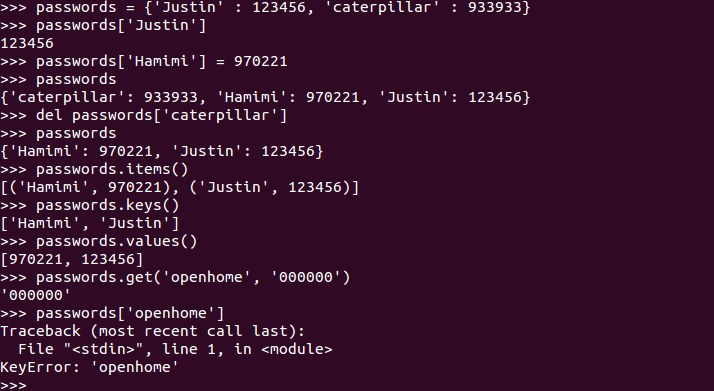 >>> passwords = {'Justin' : 123456, 'caterpillar' : 933933}
>>> passwords['Justin']
123456
>>> passwords['Hamimi'] = 970221
>>> passwords
{'caterpillar': 933933, 'Hamimi': 970221, 'Justin': 123456}
>>> del passwords['caterpillar']
>>> passwords
{'Hamimi': 970221, 'Justin': 123456}
>>> passwords.items()
[('Hamimi', 970221), ('Justin', 123456)]
>>> passwords.keys()
['Hamimi', 'Justin']
>>> passwords.values()
[970221, 123456]
>>> passwords.get('openhome', '000000')
'000000'
>>> passwords['openhome']
Traceback (most recent call last):
  File "<stdin>", line 1, in <module>
KeyError: 'openhome'
>>>